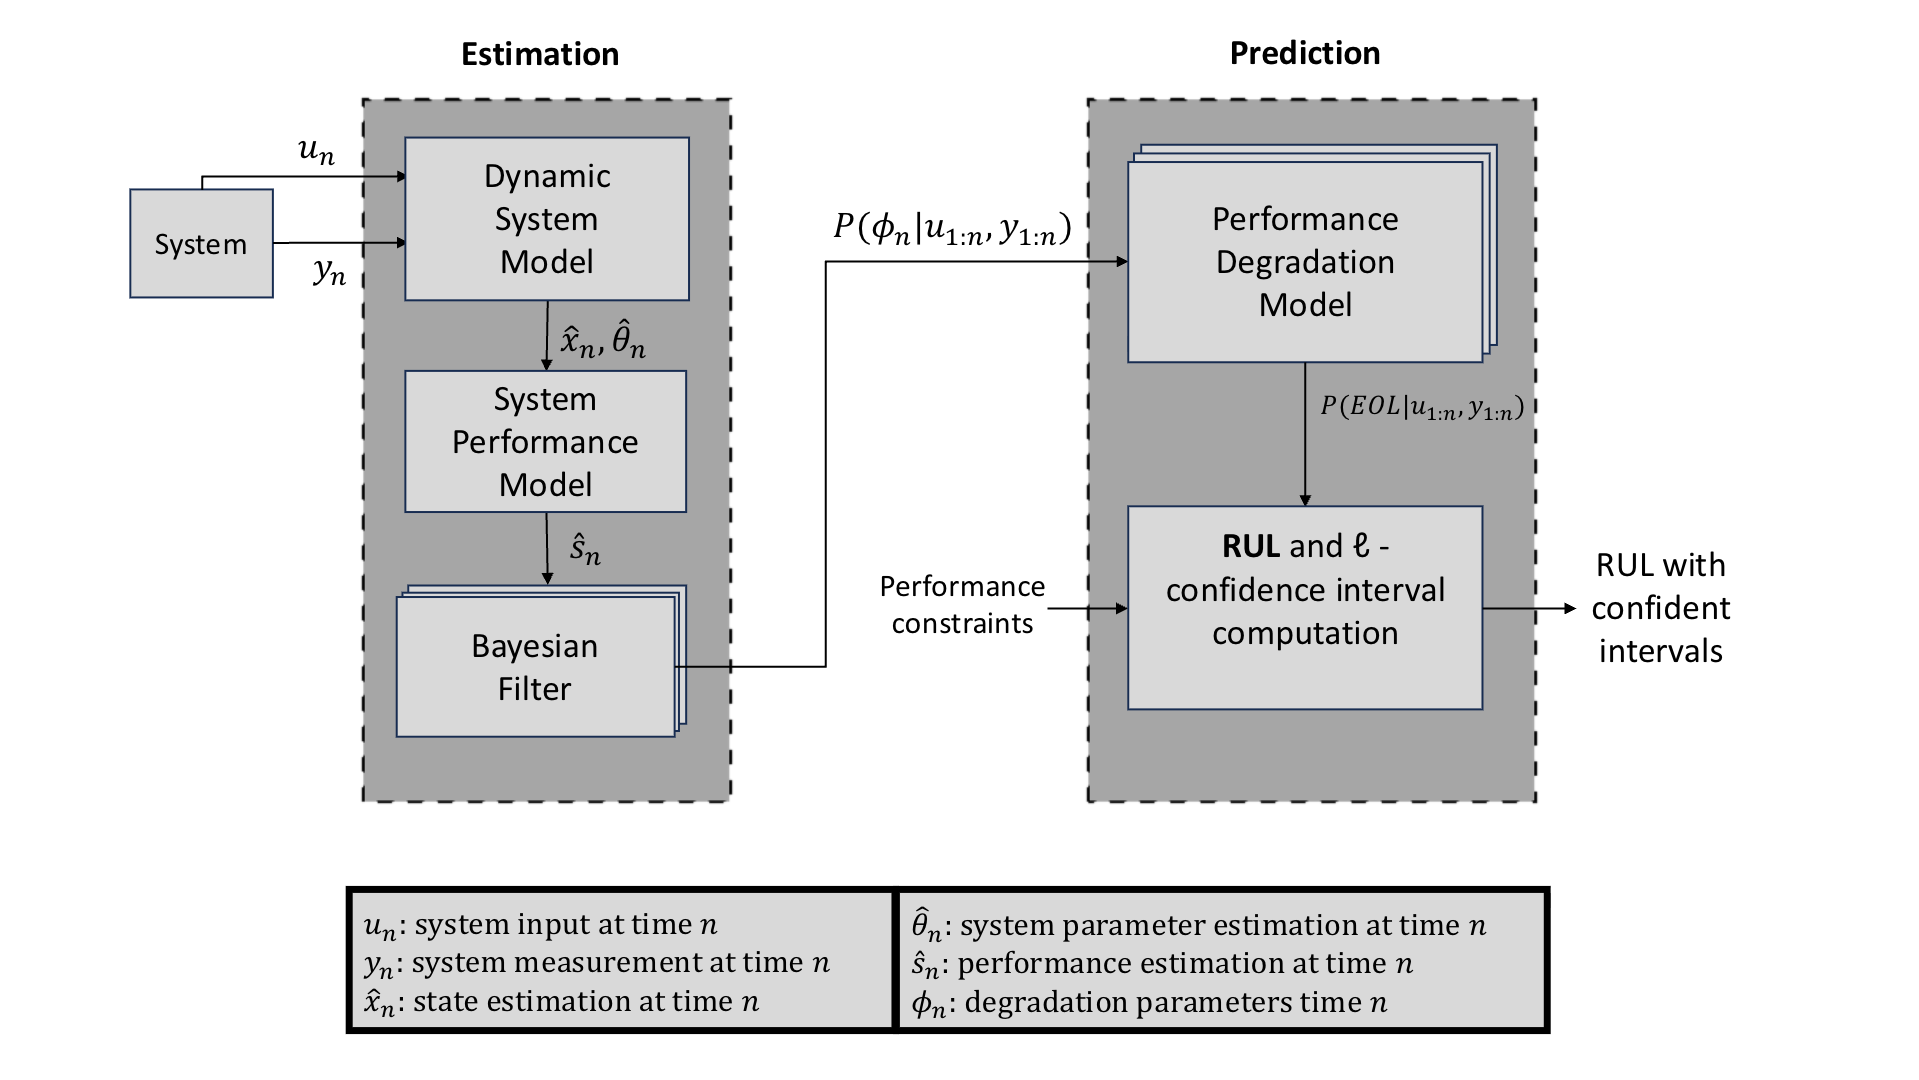 Estimation
Prediction
uₙ
System
yₙ
Dynamic
System
Model
x̂ₙ, θ̂ₙ
System
Performance
Model
ŝₙ
Bayesian
Filter
P(ϕₙ|u₁:ₙ, y₁:ₙ)
Performance
Degradation
Model
P(EOL|u₁:ₙ, y₁:ₙ)
Performance
constraints
RUL and ℓ -
confidence interval
computation
RUL with
confident
intervals
uₙ: system input at time n
yₙ: system measurement at time n
x̂ₙ: state estimation at time n
θ̂ₙ: system parameter estimation at time n
ŝₙ: performance estimation at time n
ϕₙ: degradation parameters time n